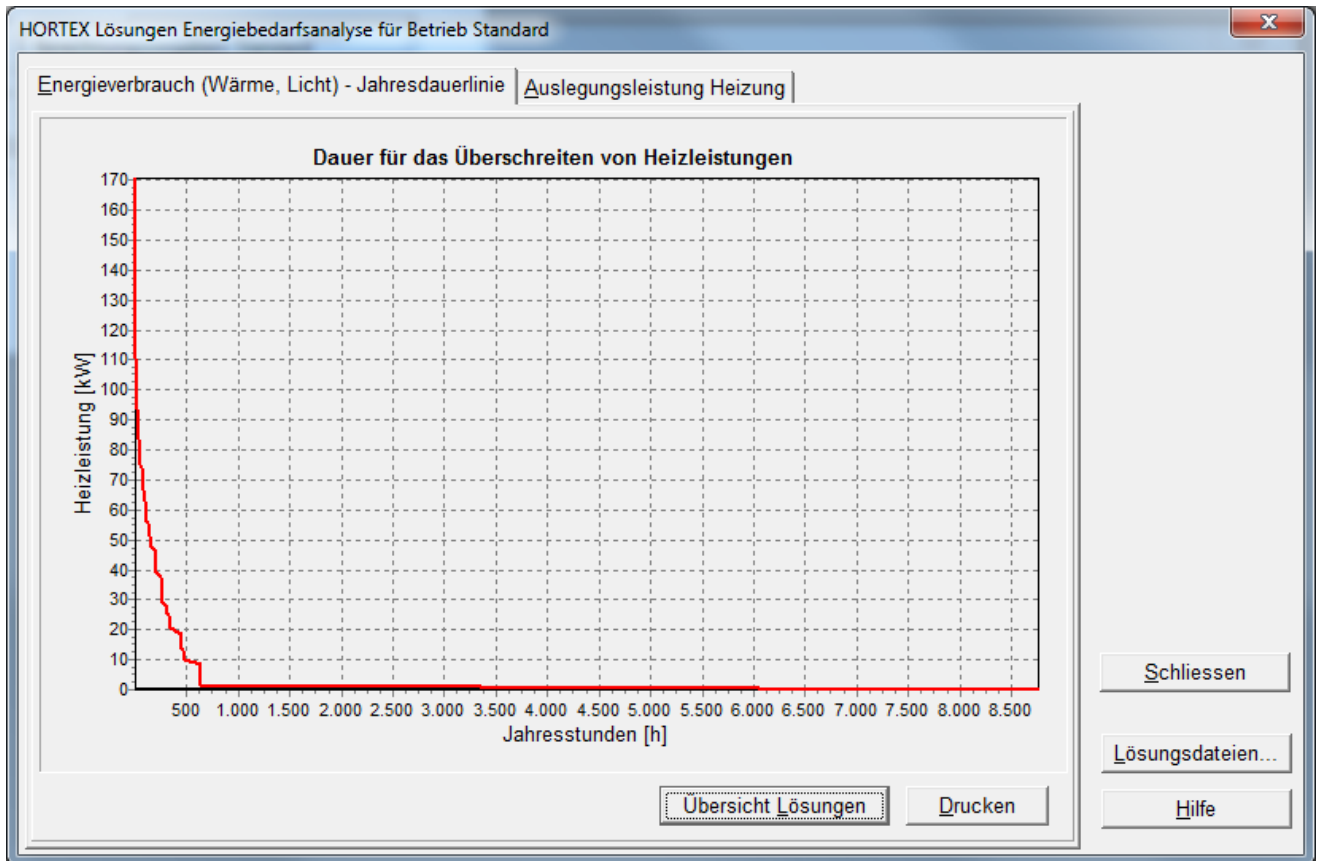 HORTEX Lösungen Energiebedarfsanalyse für Betrieb Standard
Energieverbrauch (Wärme, Licht) - Jahresdauerlinie
Auslegungsleistung Heizung
Dauer für das Überschreiten von Heizleistungen
170
160
150
140
130
120
110
100
90
80
70
60
50
40
30
20
10
0
Heizleistung [kW]
500 1.000 1.500 2.000 2.500 3.000 3.500 4.000 4.500 5.000 5.500 6.000 6.500 7.000 7.500 8.000 8.500
Jahresstunden [h]
Schliessen
Lösungsdateien...
Übersicht Lösungen
Drucken
Hilfe